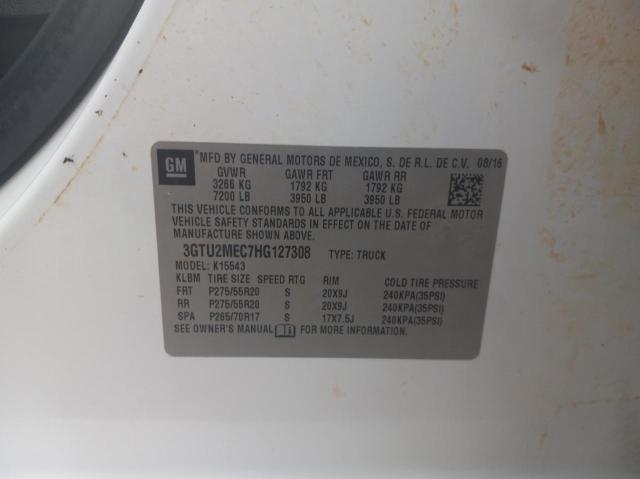 GM MFD BY GENERAL MOTORS DE MEXICO, S. DE R.L. DE C.V. 08/16
GVWR GAWR FRT GAWR RR
3266 KG 1792 KG 1792 KG
7200 LB 3950 LB 3950 LB
THIS VEHICLE CONFORMS TO ALL APPLICABLE U.S. FEDERAL MOTOR
VEHICLE SAFETY STANDARDS IN EFFECT ON THE DATE OF
MANUFACTURE SHOWN ABOVE.
3GTU2MEC7HG127308 TYPE: TRUCK
MODEL: K15543
KLBM TIRE SIZE SPEED RTG RIM COLD TIRE PRESSURE
FRT P275/55R20 S 20X9J 240KPA(35PSI)
RR P275/55R20 S 20X9J 240KPA(35PSI)
SPA P265/70R17 S 17X7.5J 240KPA(35PSI)
SEE OWNER'S MANUAL FOR MORE INFORMATION.